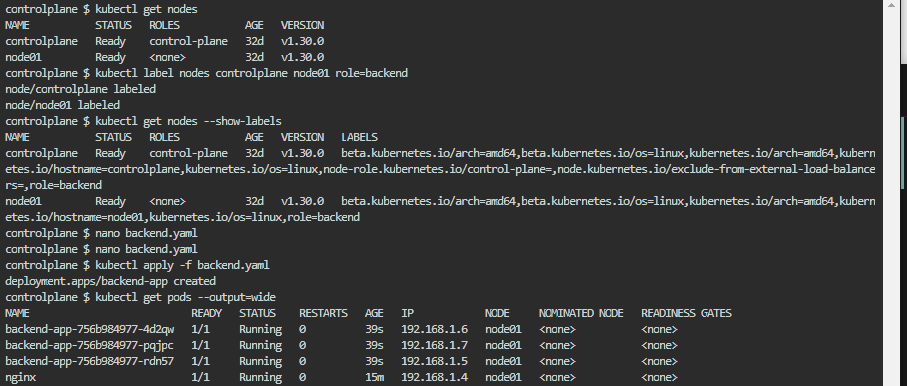 controlplane $ kubectl get nodes
NAME STATUS ROLES AGE VERSION
controlplane Ready control-plane 32d v1.30.0
node01 Ready <none> 32d v1.30.0
controlplane $ kubectl label nodes controlplane node01 role=backend
node/controlplane labeled
node/node01 labeled
controlplane $ kubectl get nodes --show-labels
NAME STATUS ROLES AGE VERSION LABELS
controlplane Ready control-plane 32d v1.30.0 beta.kubernetes.io/arch=amd64,beta.kubernetes.io/os=linux,kubernetes.io/arch=amd64,kubern
etes.io/hostname=controlplane,kubernetes.io/os=linux,node-role.kubernetes.io/control-plane=,node.kubernetes.io/exclude-from-external-load-balance
rs=,role=backend
node01 Ready <none> 32d v1.30.0 beta.kubernetes.io/arch=amd64,beta.kubernetes.io/os=linux,kubernetes.io/arch=amd64,kubern
etes.io/hostname=node01,kubernetes.io/os=linux,role=backend
controlplane $ nano backend.yaml
controlplane $ nano backend.yaml
controlplane $ kubectl apply -f backend.yaml
deployment.apps/backend-app created
controlplane $ kubectl get pods --output=wide
NAME READY STATUS RESTARTS AGE IP NODE NOMINATED NODE READINESS GATES
backend-app-756b984977-4d2qw 1/1 Running 0 39s 192.168.1.6 node01 <none> <none>
backend-app-756b984977-pqjpc 1/1 Running 0 39s 192.168.1.7 node01 <none> <none>
backend-app-756b984977-rdn57 1/1 Running 0 39s 192.168.1.5 node01 <none> <none>
nginx 1/1 Running 0 15m 192.168.1.4 node01 <none> <none>